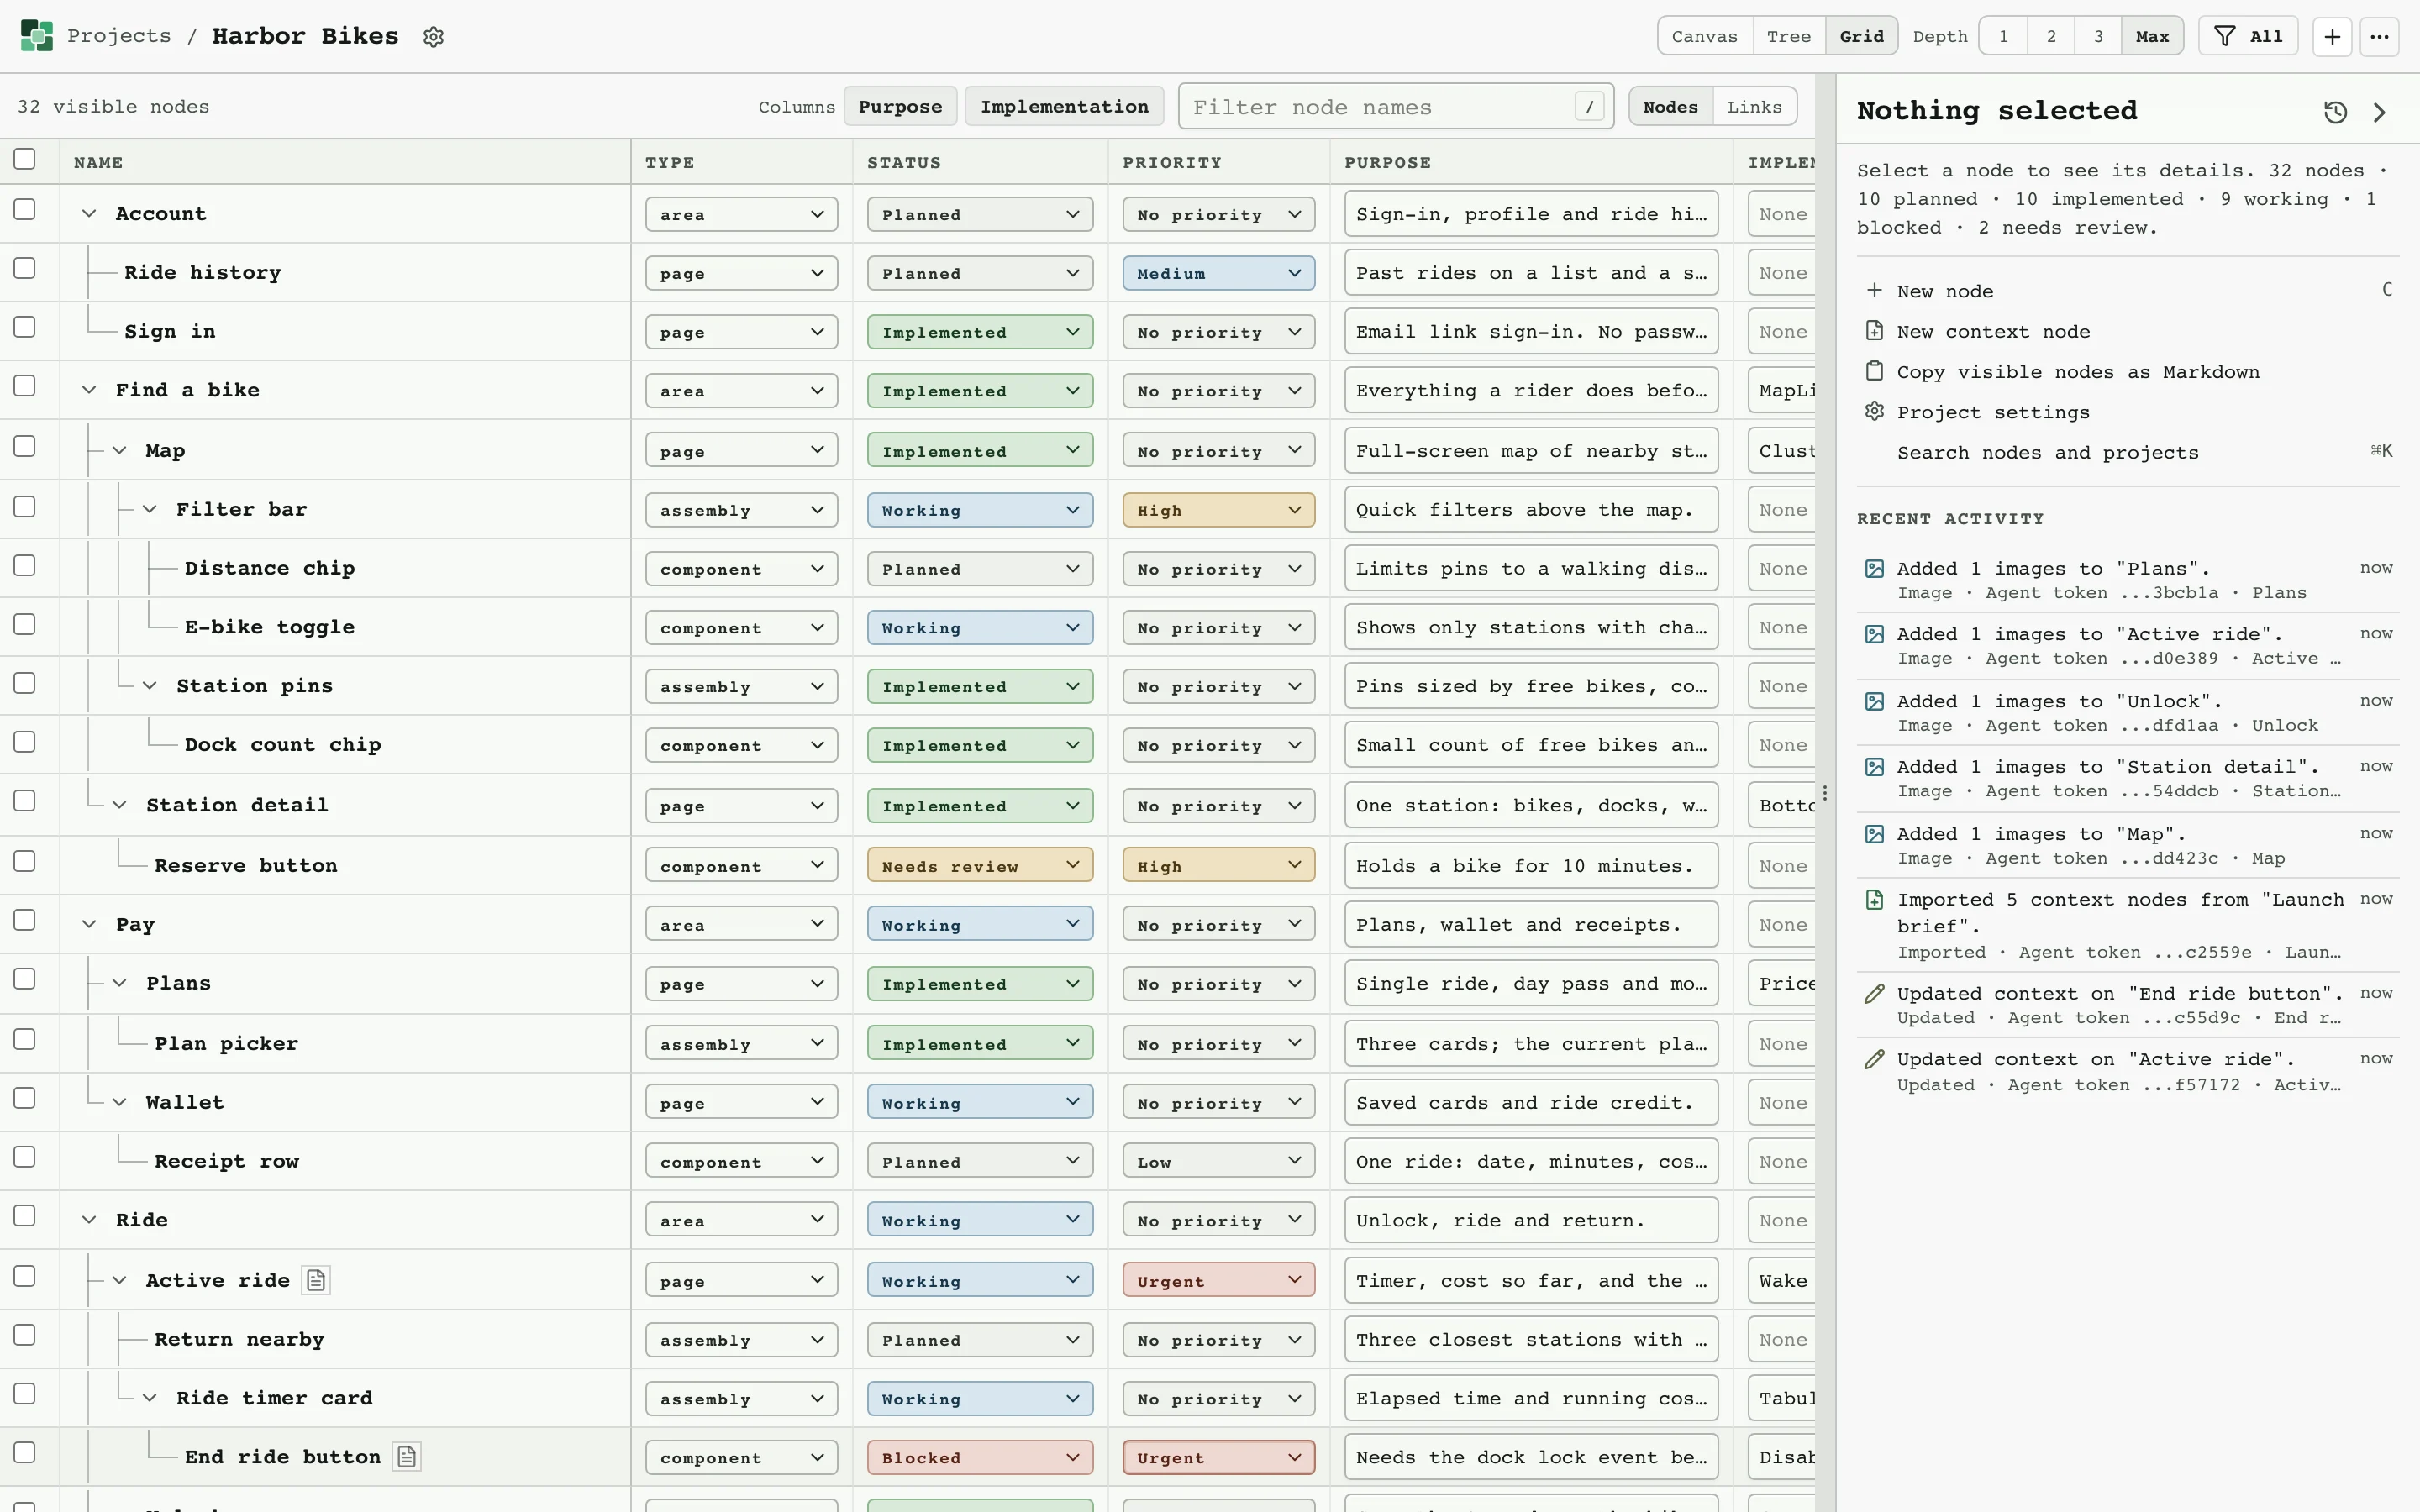 Projects / Harbor Bikes
Canvas Tree Grid Depth 1 2 3 Max All
32 visible nodes Columns Purpose Implementation Filter node names / Nodes Links
NAME TYPE STATUS PRIORITY PURPOSE IMPLEM
Account area Planned No priority Sign-in, profile and ride hi… None
Ride history page Planned Medium Past rides on a list and a s… None
Sign in page Implemented No priority Email link sign-in. No passw… None
Find a bike area Implemented No priority Everything a rider does befo… MapLi
Map page Implemented No priority Full-screen map of nearby st… Clust
Filter bar assembly Working High Quick filters above the map. None
Distance chip component Planned No priority Limits pins to a walking dis… None
E-bike toggle component Working No priority Shows only stations with cha… None
Station pins assembly Implemented No priority Pins sized by free bikes, co… None
Dock count chip component Implemented No priority Small count of free bikes an… None
Station detail page Implemented No priority One station: bikes, docks, w… Botto
Reserve button component Needs review High Holds a bike for 10 minutes. None
Pay area Working No priority Plans, wallet and receipts. None
Plans page Implemented No priority Single ride, day pass and mo… Price
Plan picker assembly Implemented No priority Three cards; the current pla… None
Wallet page Working No priority Saved cards and ride credit. None
Receipt row component Planned Low One ride: date, minutes, cos… None
Ride area Working No priority Unlock, ride and return. None
Active ride page Working Urgent Timer, cost so far, and the … Wake
Return nearby assembly Planned No priority Three closest stations with … None
Ride timer card assembly Working No priority Elapsed time and running cos… Tabul
End ride button component Blocked Urgent Needs the dock lock event be… Disab
Nothing selected
Select a node to see its details. 32 nodes ·
10 planned · 10 implemented · 9 working · 1
blocked · 2 needs review.
New node C
New context node
Copy visible nodes as Markdown
Project settings
Search nodes and projects ⌘K
RECENT ACTIVITY
Added 1 images to "Plans". now
Image · Agent token ...3bcb1a · Plans
Added 1 images to "Active ride". now
Image · Agent token ...d0e389 · Active …
Added 1 images to "Unlock". now
Image · Agent token ...dfd1aa · Unlock
Added 1 images to "Station detail". now
Image · Agent token ...54ddcb · Station…
Added 1 images to "Map". now
Image · Agent token ...dd423c · Map
Imported 5 context nodes from "Launch now
brief".
Imported · Agent token ...c2559e · Laun…
Updated context on "End ride button". now
Updated · Agent token ...c55d9c · End r…
Updated context on "Active ride". now
Updated · Agent token ...f57172 · Activ…